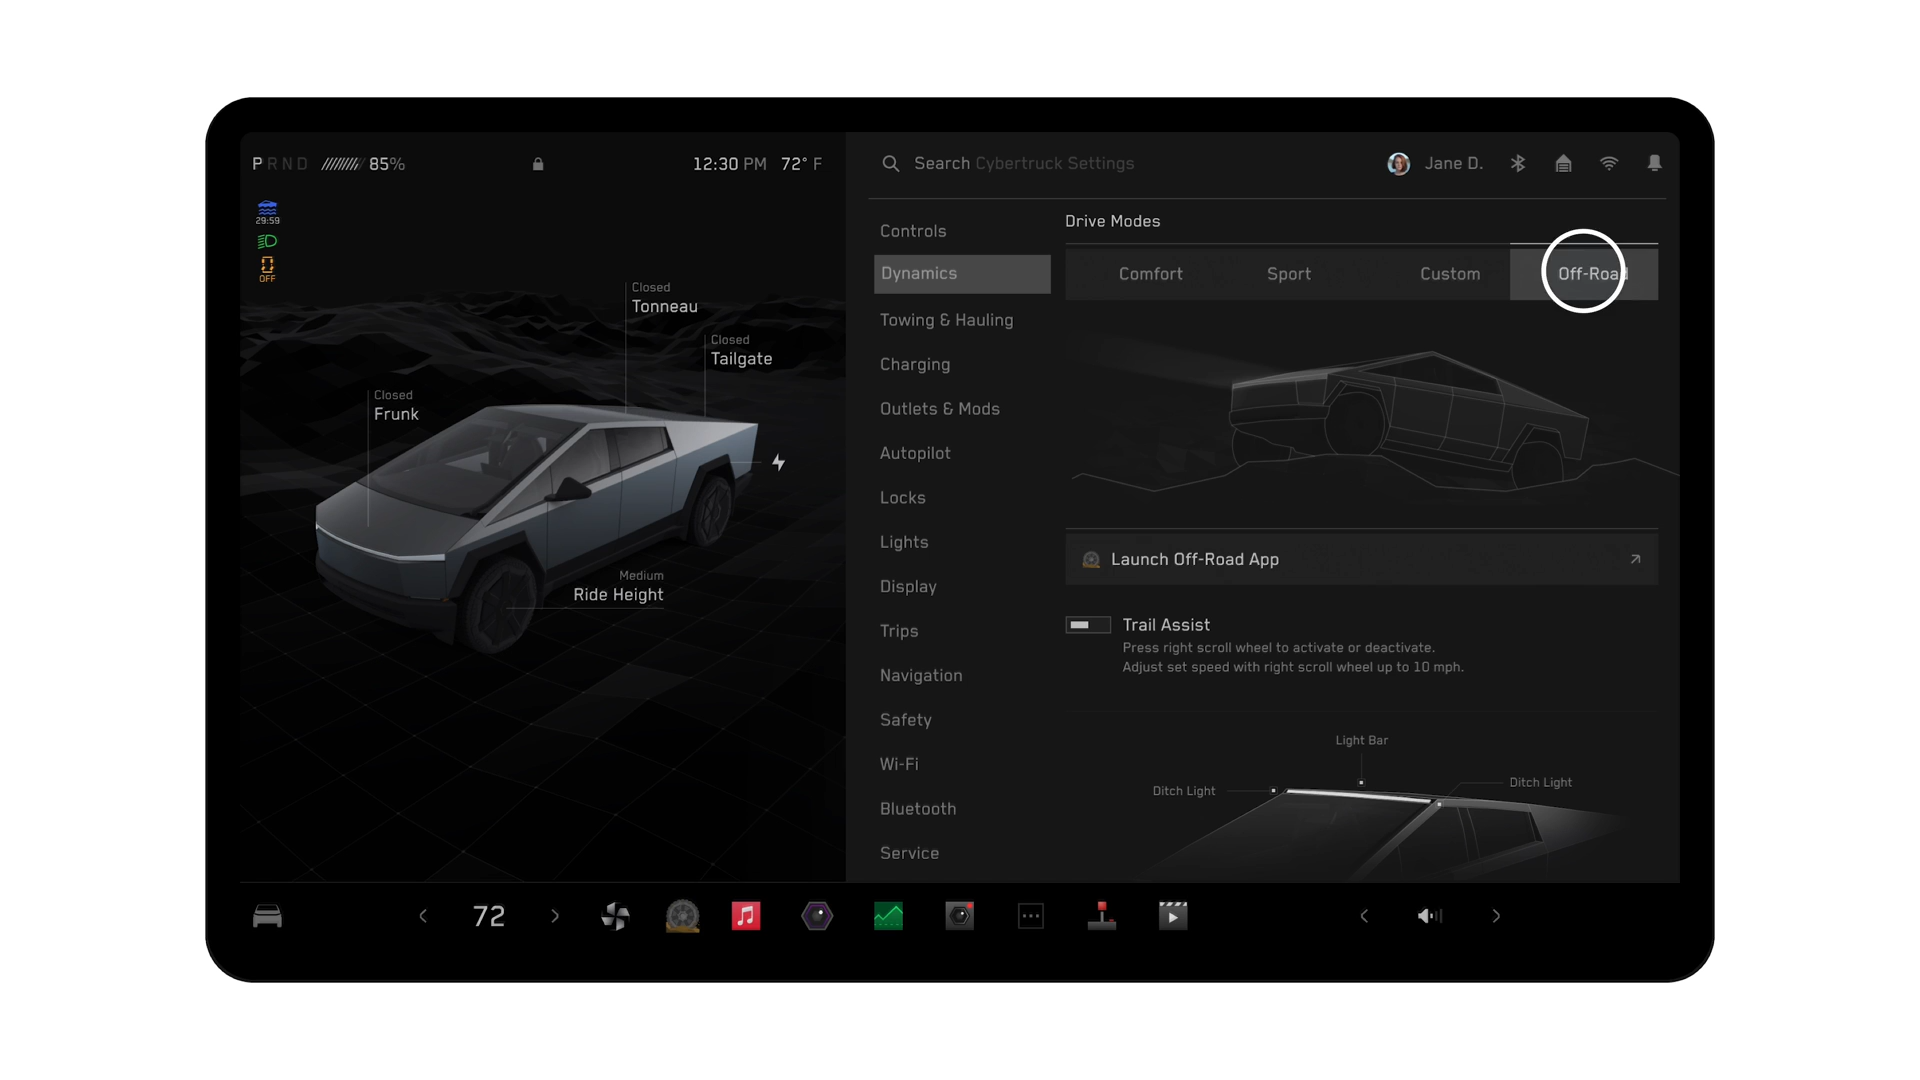 P R N D 85% 12:30 PM 72° F
29:59
OFF
Closed
Tonneau
Closed
Tailgate
Closed
Frunk
Medium
Ride Height
Search Cybertruck Settings Jane D.
Controls
Dynamics
Towing & Hauling
Charging
Outlets & Mods
Autopilot
Locks
Lights
Display
Trips
Navigation
Safety
Wi-Fi
Bluetooth
Service
Drive Modes
Comfort Sport Custom Off-Road
Launch Off-Road App
Trail Assist
Press right scroll wheel to activate or deactivate.
Adjust set speed with right scroll wheel up to 10 mph.
Light Bar
Ditch Light Ditch Light
72